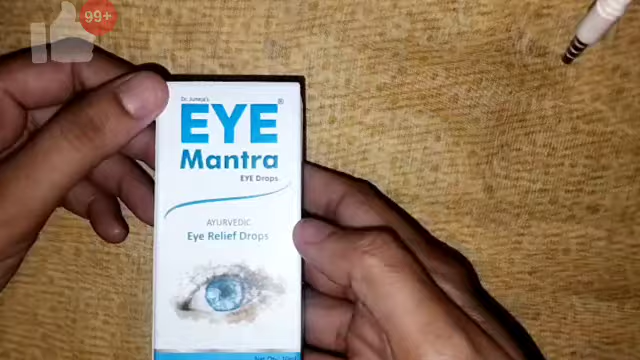 99+
Dr. Juneja's
EYE®
Mantra
EYE Drops
AYURVEDIC
Eye Relief Drops